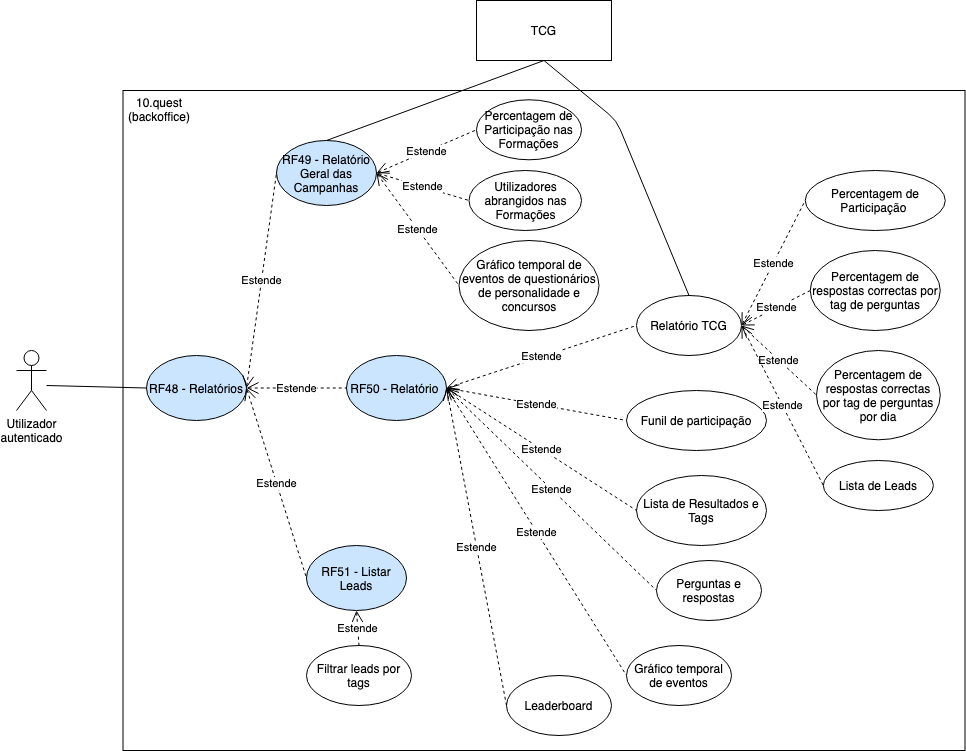 TCG
10.quest
(backoffice)
Percentagem de
Participação nas
Formações
Estende
RF49 - Relatório
Geral das
Campanhas
Estende
Utilizadores
abrangidos nas
Formações
Estende
Gráfico temporal de
eventos de questionários
de personalidade e
concursos
Percentagem de
Participação
Estende
Percentagem de
respostas correctas por
tag de perguntas
Estende
Relatório TCG
Estende
Percentagem de
respostas correctas
por tag de perguntas
por dia
Estende
Lista de Leads
Estende
Estende
Utilizador
autenticado
RF48 - Relatórios
Estende
RF50 - Relatório
Estende
Funil de participação
Estende
Lista de Resultados e
Tags
Estende
Perguntas e
respostas
Estende
Gráfico temporal
de eventos
Estende
Leaderboard
Estende
RF51 - Listar
Leads
Estende
Filtrar leads por
tags